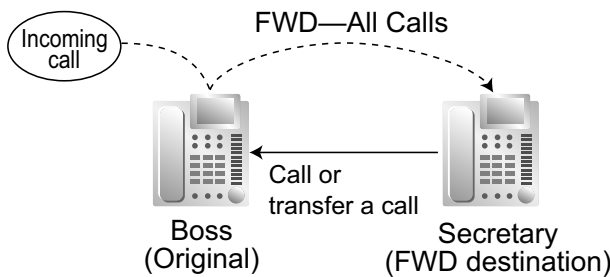 FWD—All Calls
Incoming
call
Call or
transfer a call
Boss
(Original)
Secretary
(FWD destination)